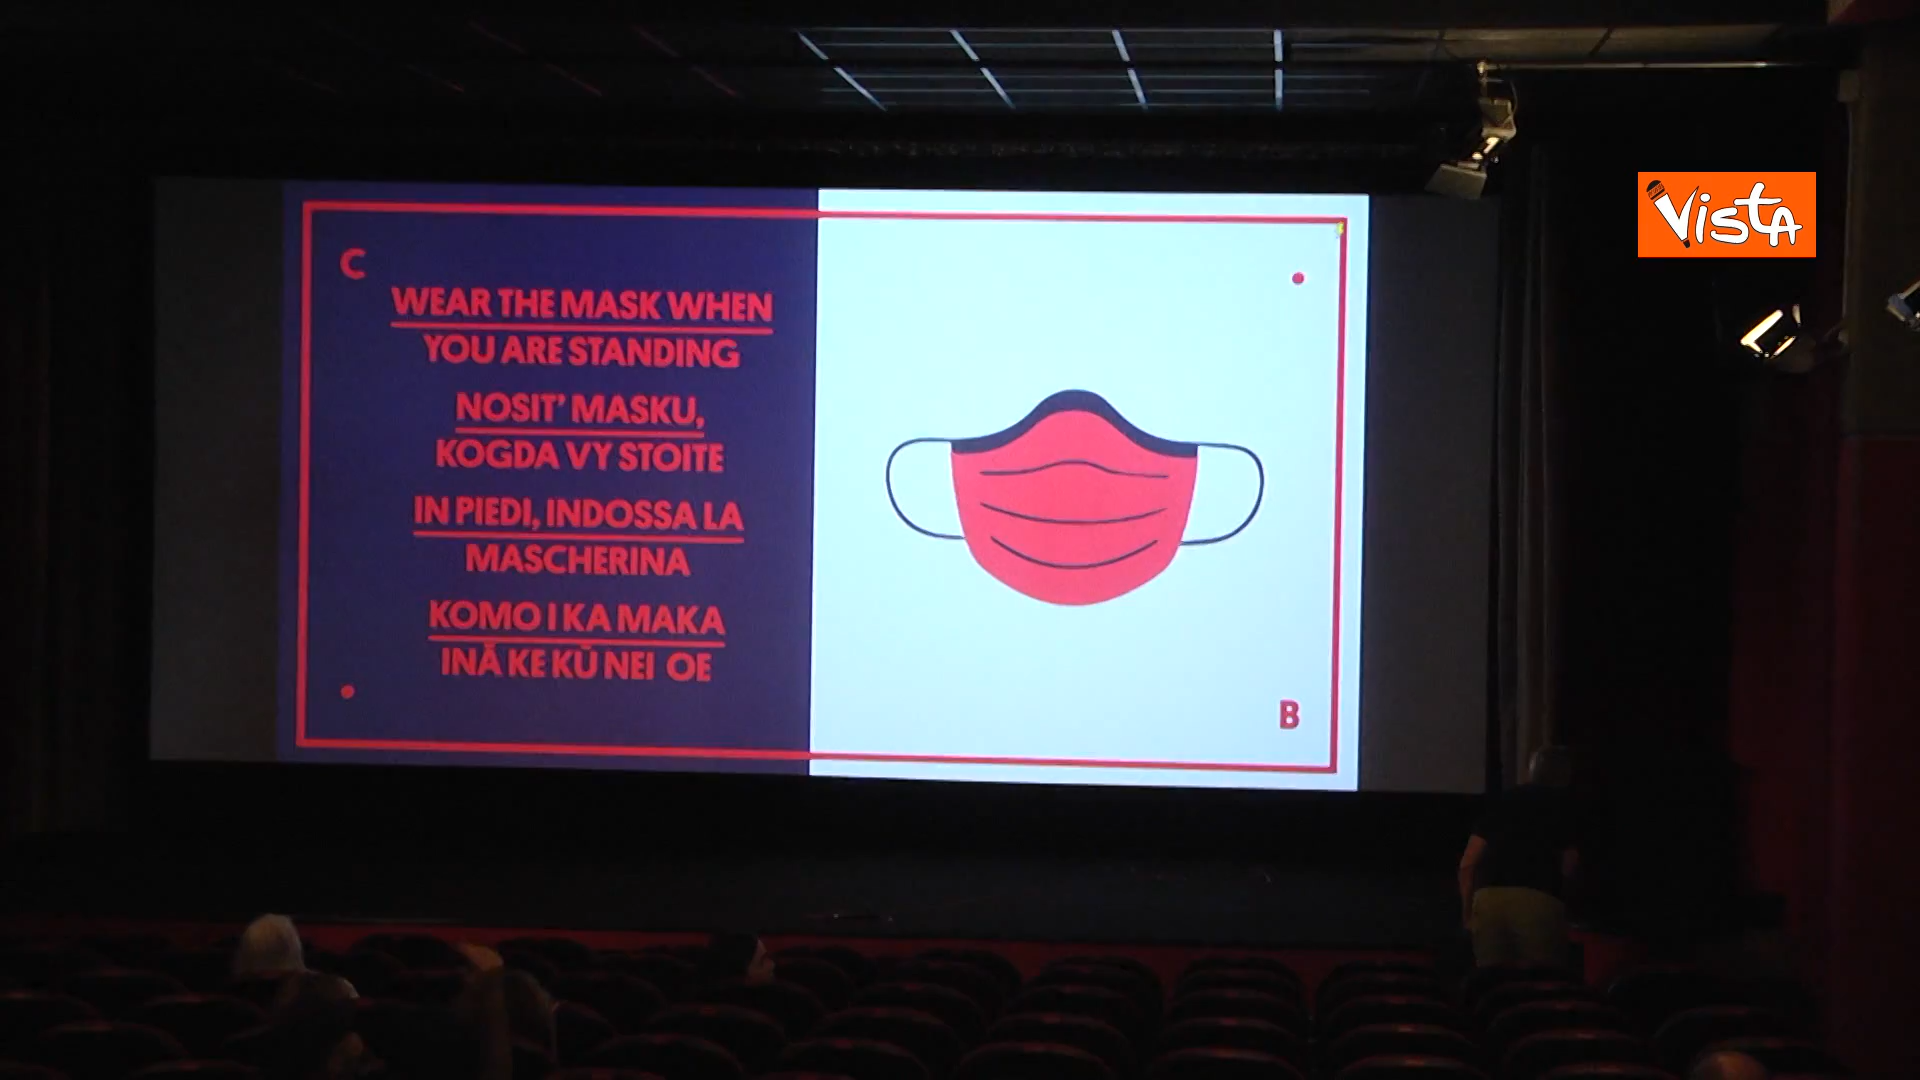 VISTA
C
WEAR THE MASK WHEN
YOU ARE STANDING
NOSIT' MASKU,
KOGDA VY STOITE
IN PIEDI, INDOSSA LA
MASCHERINA
KOMO I KA MAKA
INĀ KE KŪ NEI OE
B